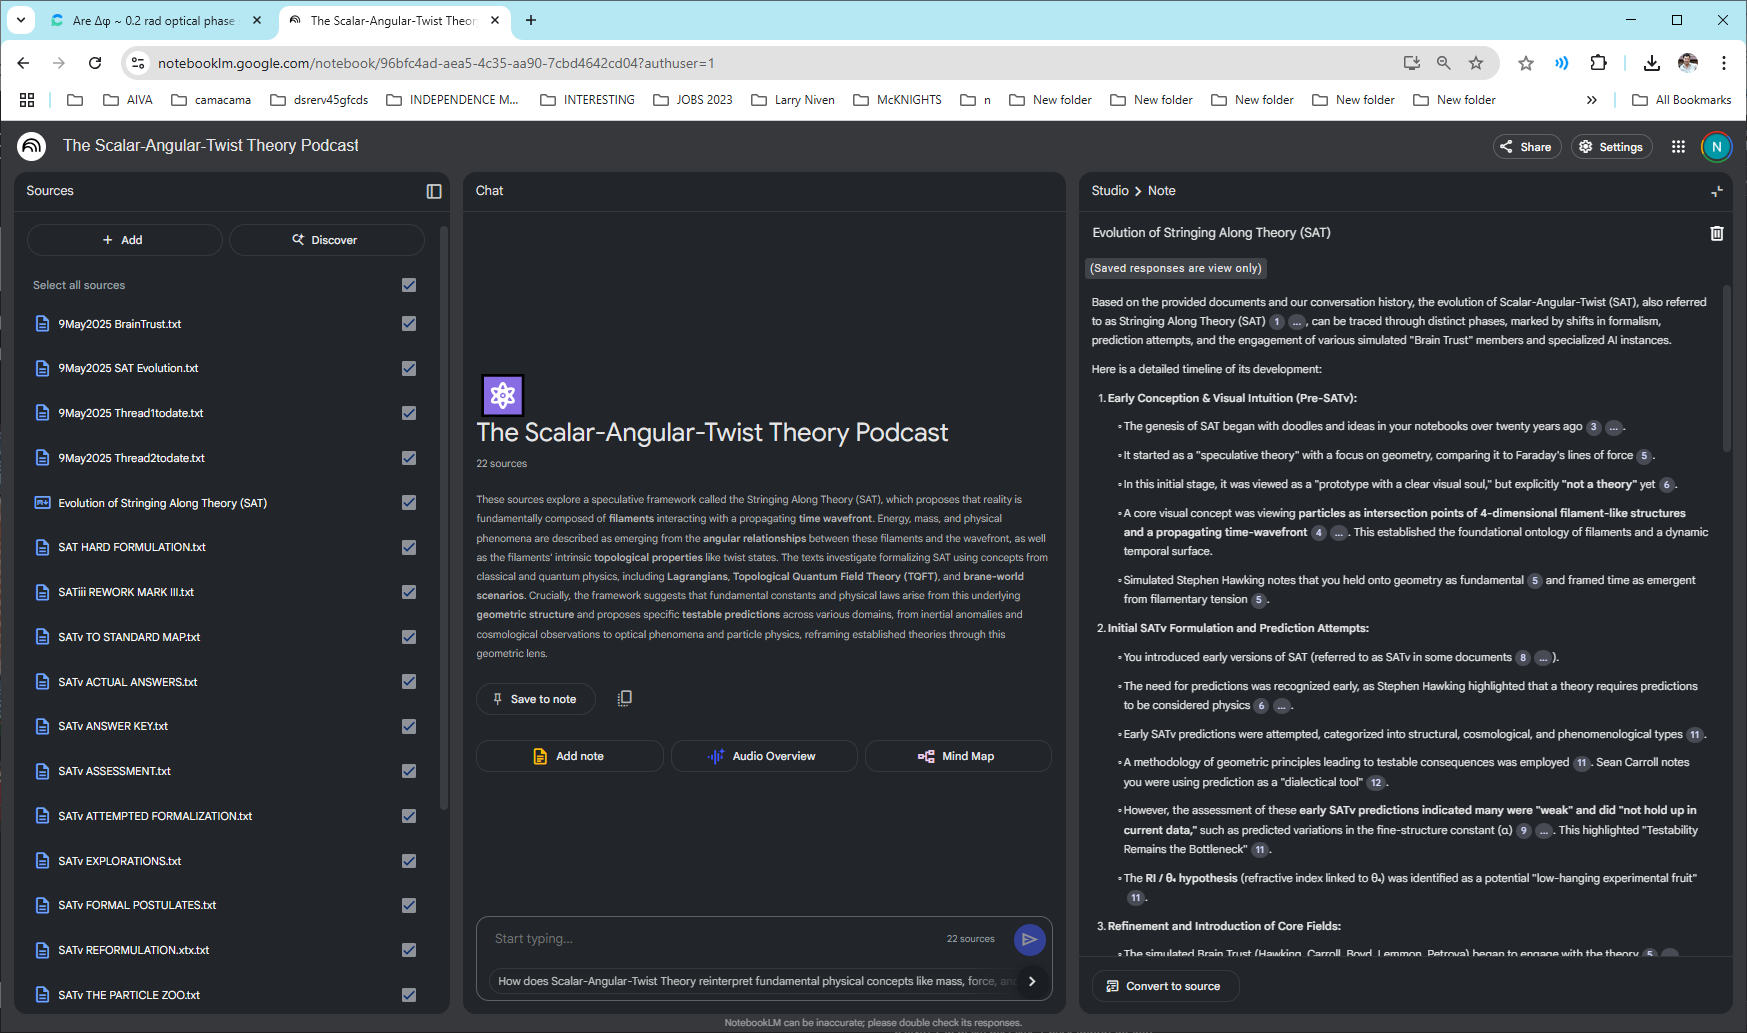 Are Δφ ~ 0.2 rad optical phase
The Scalar-Angular-Twist Theor
notebooklm.google.com/notebook/96bfc4ad-aea5-4c35-aa90-7cbd4642cd04?authuser=1
AIVA
camacama
dsrerv45gfcds
INDEPENDENCE M...
INTERESTING
JOBS 2023
Larry Niven
McKNIGHTS
n
New folder
New folder
New folder
New folder
New folder
All Bookmarks
The Scalar-Angular-Twist Theory Podcast
Share
Settings
N
Sources
Add
Discover
Select all sources
9May2025 BrainTrust.txt
9May2025 SAT Evolution.txt
9May2025 Thread1todate.txt
9May2025 Thread2todate.txt
Evolution of Stringing Along Theory (SAT)
SAT HARD FORMULATION.txt
SATiii REWORK MARK III.txt
SATv TO STANDARD MAP.txt
SATv ACTUAL ANSWERS.txt
SATv ANSWER KEY.txt
SATv ASSESSMENT.txt
SATv ATTEMPTED FORMALIZATION.txt
SATv EXPLORATIONS.txt
SATv FORMAL POSTULATES.txt
SATv REFORMULATION.xtx.txt
SATv THE PARTICLE ZOO.txt
Chat
The Scalar-Angular-Twist Theory Podcast
22 sources
These sources explore a speculative framework called the Stringing Along Theory (SAT), which proposes that reality is
fundamentally composed of filaments interacting with a propagating time wavefront. Energy, mass, and physical
phenomena are described as emerging from the angular relationships between these filaments and the wavefront, as well
as the filaments' intrinsic topological properties like twist states. The texts investigate formalizing SAT using concepts from
classical and quantum physics, including Lagrangians, Topological Quantum Field Theory (TQFT), and brane-world
scenarios. Crucially, the framework suggests that fundamental constants and physical laws arise from this underlying
geometric structure and proposes specific testable predictions across various domains, from inertial anomalies and
cosmological observations to optical phenomena and particle physics, reframing established theories through this
geometric lens.
Save to note
Add note
Audio Overview
Mind Map
Start typing...
22 sources
How does Scalar-Angular-Twist Theory reinterpret fundamental physical concepts like mass, force, an
NotebookLM can be inaccurate; please double check its responses.
Studio > Note
Evolution of Stringing Along Theory (SAT)
(Saved responses are view only)
Based on the provided documents and our conversation history, the evolution of Scalar-Angular-Twist (SAT), also referred
to as Stringing Along Theory (SAT) 1 ... , can be traced through distinct phases, marked by shifts in formalism,
prediction attempts, and the engagement of various simulated "Brain Trust" members and specialized AI instances.
Here is a detailed timeline of its development:
1. Early Conception & Visual Intuition (Pre-SATv):
◦ The genesis of SAT began with doodles and ideas in your notebooks over twenty years ago 3 ... .
◦ It started as a "speculative theory" with a focus on geometry, comparing it to Faraday's lines of force 5 .
◦ In this initial stage, it was viewed as a "prototype with a clear visual soul," but explicitly "not a theory" yet 6 .
◦ A core visual concept was viewing particles as intersection points of 4-dimensional filament-like structures
and a propagating time-wavefront 4 ... . This established the foundational ontology of filaments and a dynamic
temporal surface.
◦ Simulated Stephen Hawking notes that you held onto geometry as fundamental 5 and framed time as emergent
from filamentary tension 5 .
2. Initial SATv Formulation and Prediction Attempts:
◦ You introduced early versions of SAT (referred to as SATv in some documents 8 ... ).
◦ The need for predictions was recognized early, as Stephen Hawking highlighted that a theory requires predictions
to be considered physics 6 ... .
◦ Early SATv predictions were attempted, categorized into structural, cosmological, and phenomenological types 11 .
◦ A methodology of geometric principles leading to testable consequences was employed 11 . Sean Carroll notes
you were using prediction as a "dialectical tool" 12 .
◦ However, the assessment of these early SATv predictions indicated many were "weak" and did "not hold up in
current data," such as predicted variations in the fine-structure constant (α) 9 ... . This highlighted "Testability
Remains the Bottleneck" 11 .
◦ The RI / θ₄ hypothesis (refractive index linked to θ₄) was identified as a potential "low-hanging experimental fruit"
11 .
3. Refinement and Introduction of Core Fields:
◦ The simulated Brain Trust (Hawking, Carroll, Boyd, Lemmon, Petrova) began to engage with the theory 5 ...
Convert to source